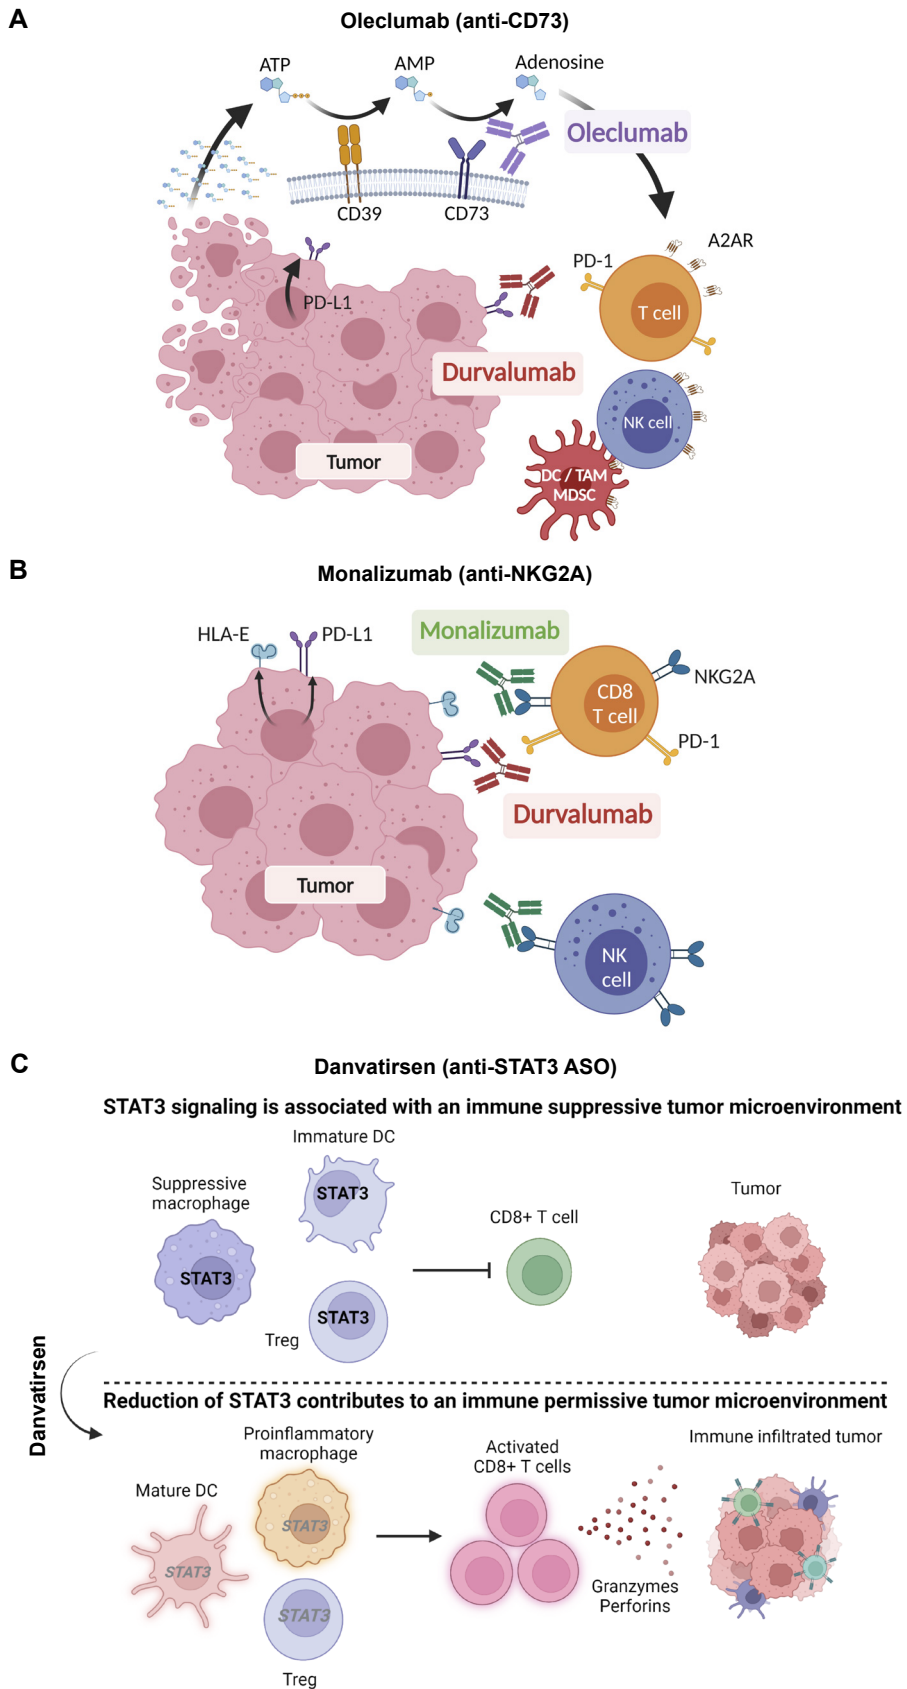 A
Oleclumab (anti-CD73)
ATP
AMP
Adenosine
Oleclumab
CD39
CD73
PD-L1
PD-1
A2AR
T cell
Durvalumab
NK cell
Tumor
DC / TAM
MDSC
B
Monalizumab (anti-NKG2A)
HLA-E
PD-L1
Monalizumab
CD8
T cell
NKG2A
PD-1
Durvalumab
Tumor
NK
cell
C
Danvatirsen (anti-STAT3 ASO)
STAT3 signaling is associated with an immune suppressive tumor microenvironment
Immature DC
STAT3
Suppressive
macrophage
STAT3
CD8+ T cell
Tumor
STAT3
Treg
Danvatirsen
Reduction of STAT3 contributes to an immune permissive tumor microenvironment
Proinflammatory
macrophage
STAT3
Activated
CD8+ T cells
Immune infiltrated tumor
Mature DC
STAT3
STAT3
Treg
Granzymes
Perforins